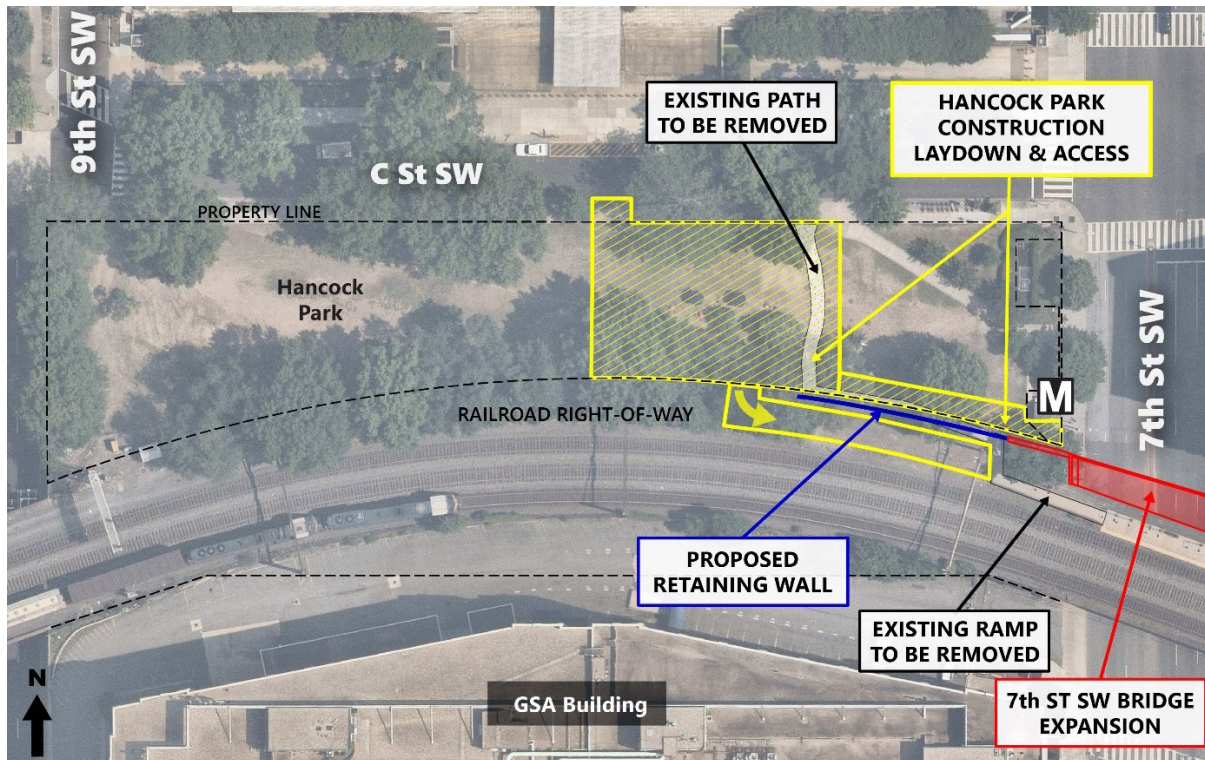 9th St SW
EXISTING PATH
TO BE REMOVED
HANCOCK PARK
CONSTRUCTION
LAYDOWN & ACCESS
C St SW
PROPERTY LINE
Hancock
Park
7th St SW
M
RAILROAD RIGHT-OF-WAY
PROPOSED
RETAINING WALL
EXISTING RAMP
TO BE REMOVED
N
GSA Building
7th ST SW BRIDGE
EXPANSION